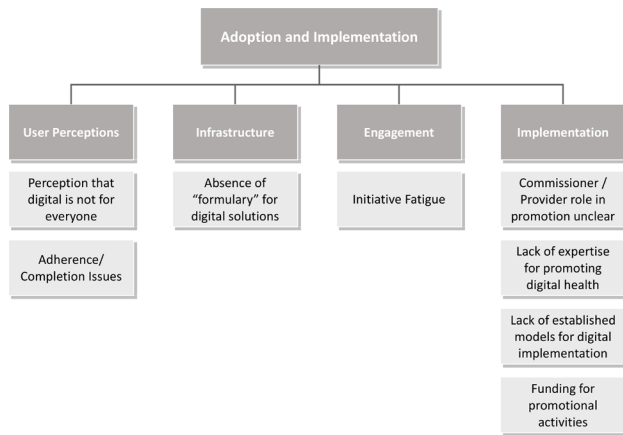 Adoption and Implementation
User Perceptions
Perception that
digital is not for
everyone
Adherence/
Completion Issues
Infrastructure
Absence of
“formulary” for
digital solutions
Engagement
Initiative Fatigue
Implementation
Commissioner /
Provider role in
promotion unclear
Lack of expertise
for promoting
digital health
Lack of established
models for digital
implementation
Funding for
promotional
activities